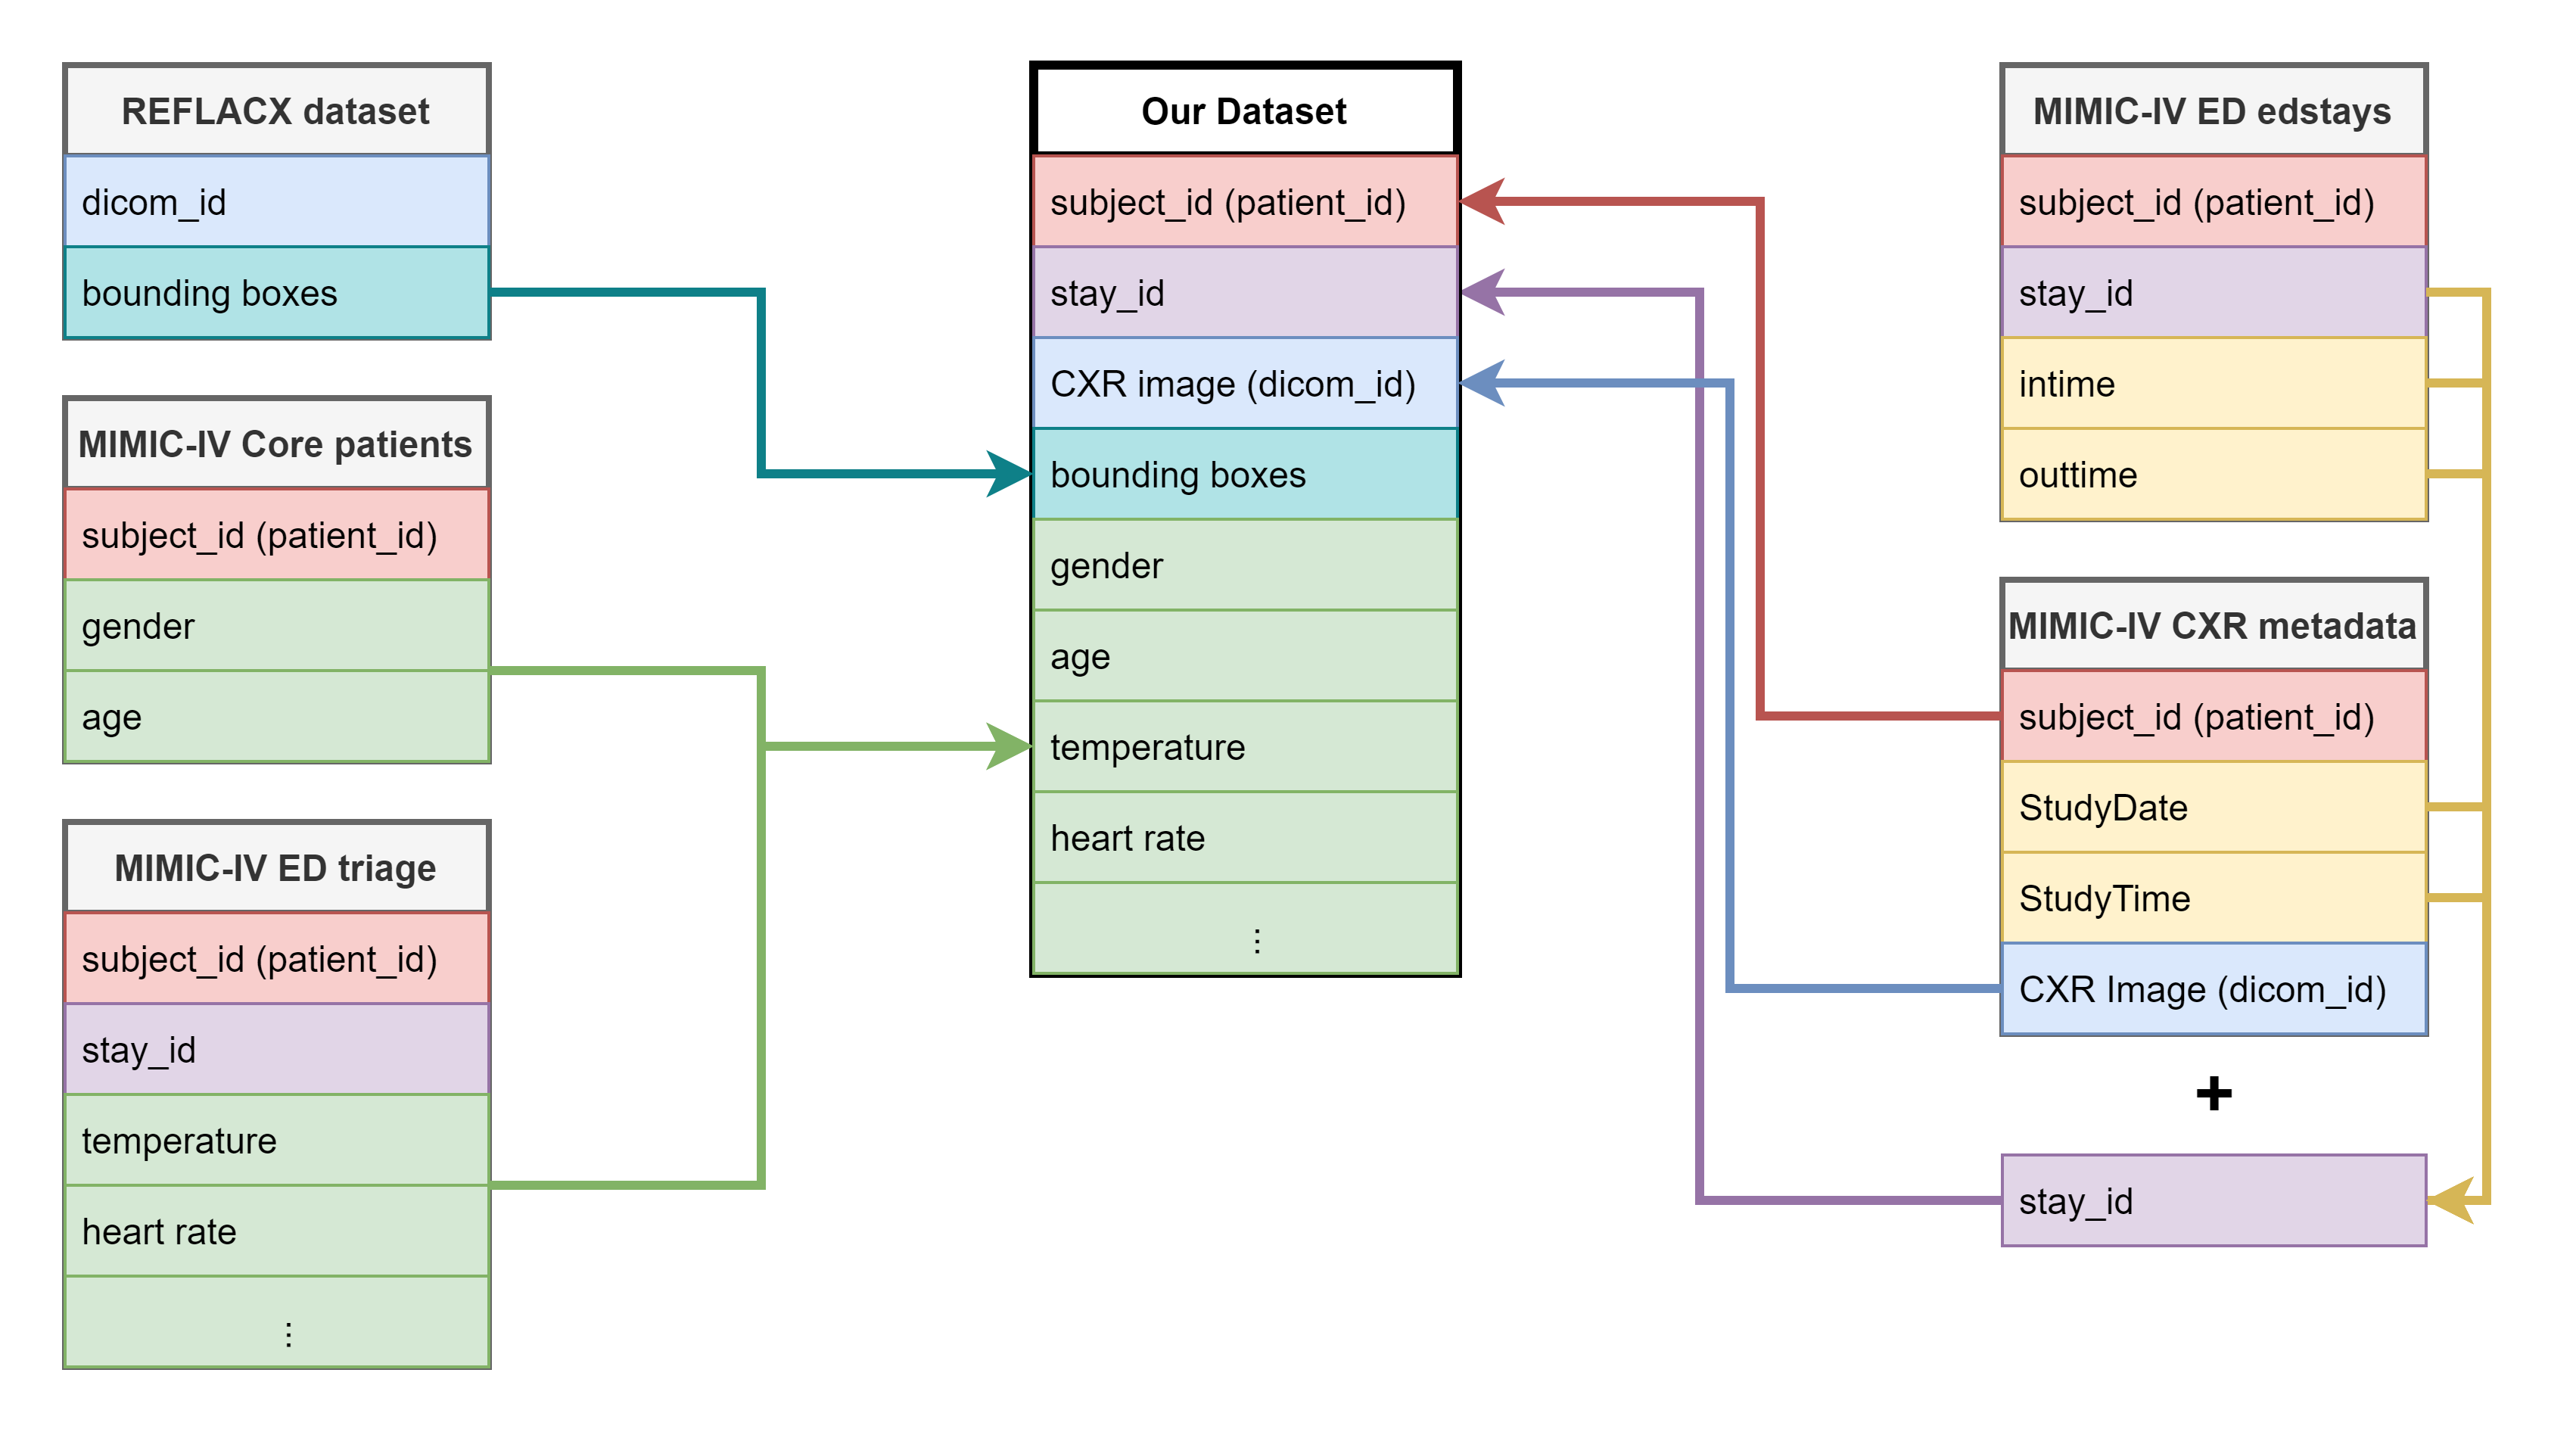 REFLACX dataset
dicom_id
bounding boxes
MIMIC-IV Core patients
subject_id (patient_id)
gender
age
MIMIC-IV ED triage
subject_id (patient_id)
stay_id
temperature
heart rate
⋮
Our Dataset
subject_id (patient_id)
stay_id
CXR image (dicom_id)
bounding boxes
gender
age
temperature
heart rate
⋮
MIMIC-IV ED edstays
subject_id (patient_id)
stay_id
intime
outtime
MIMIC-IV CXR metadata
subject_id (patient_id)
StudyDate
StudyTime
CXR Image (dicom_id)
+
stay_id